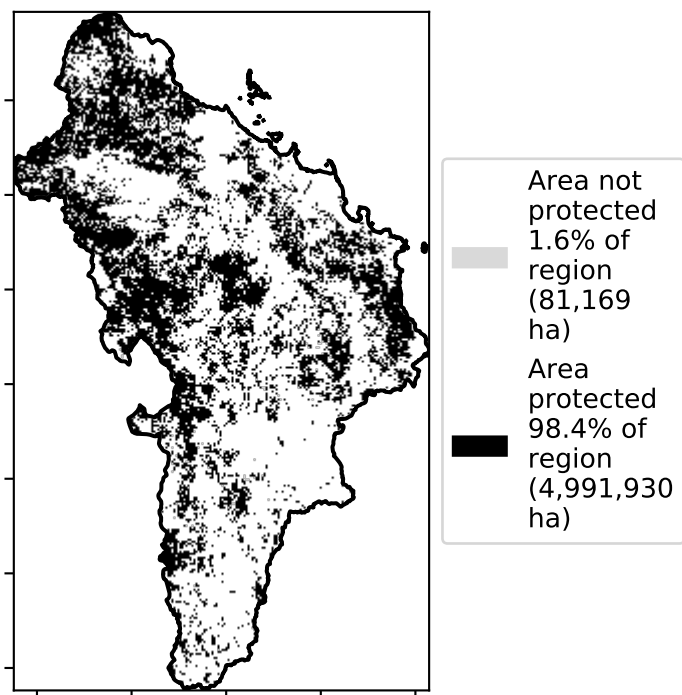 Area not
protected
1.6% of
region
(81,169
ha)
Area
protected
98.4% of
region
(4,991,930
ha)